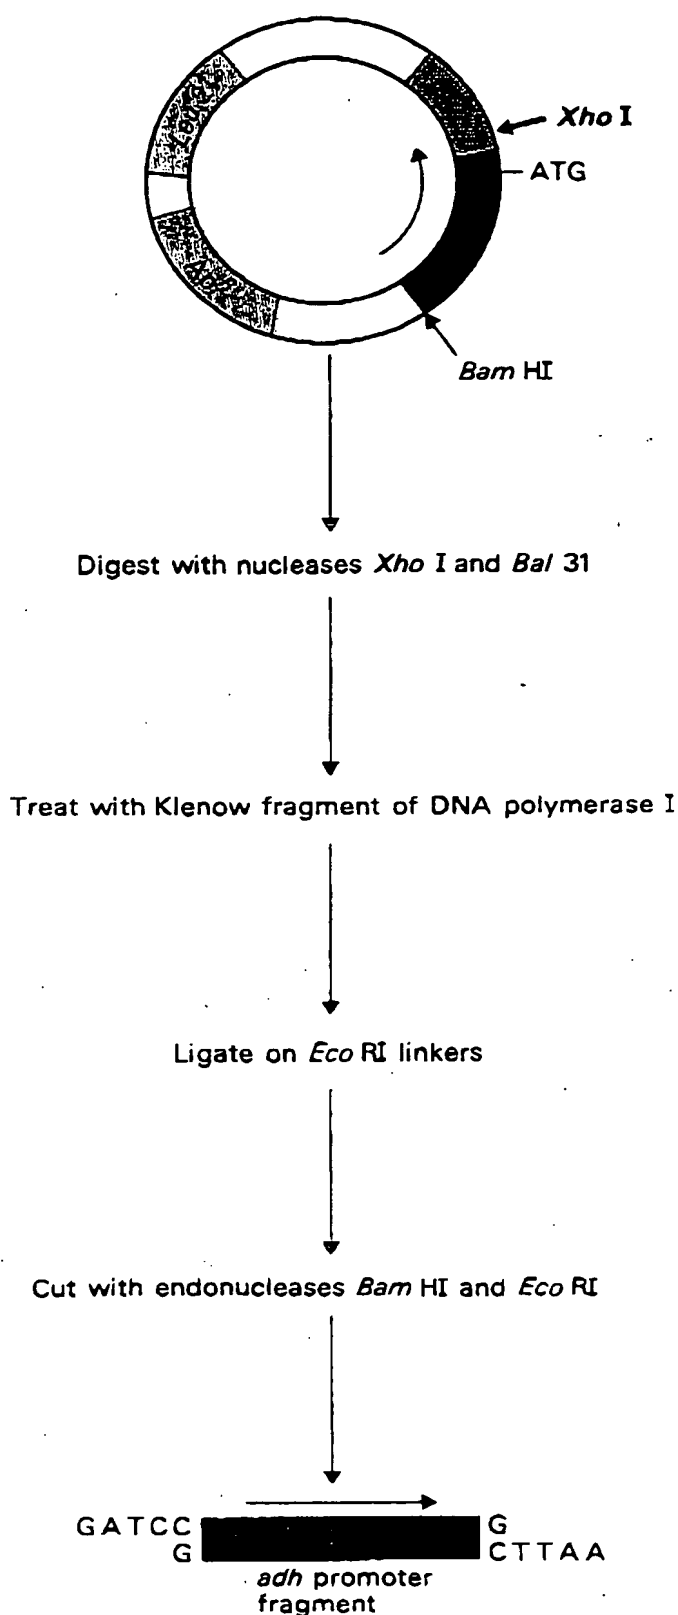 Xho I
ATG
Bam HI
Digest with nucleases Xho I and Bal 31
Treat with Klenow fragment of DNA polymerase I
Ligate on Eco RI linkers
Cut with endonucleases Bam HI and Eco RI
GATCC G
G CTTAA
adh promoter
fragment